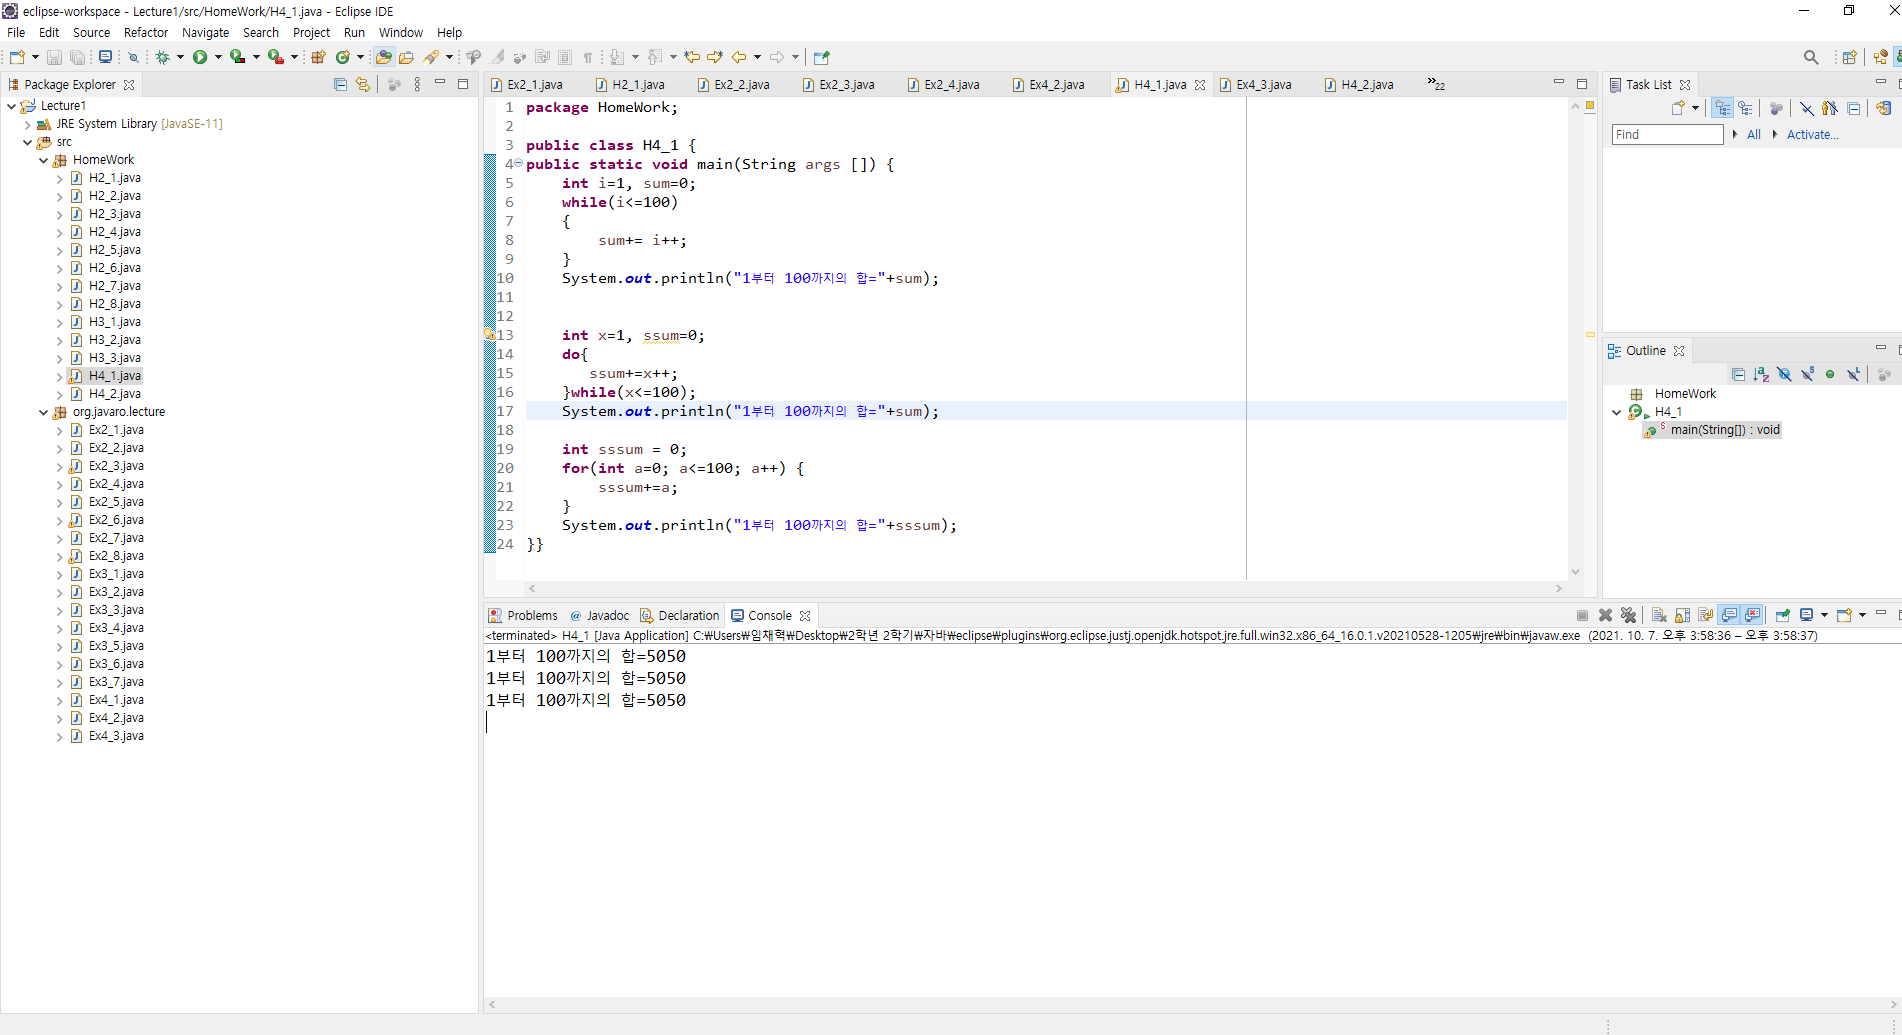 eclipse-workspace - Lecture1/src/HomeWork/H4_1.java - Eclipse IDE
File Edit Source Refactor Navigate Search Project Run Window Help
Package Explorer
Lecture1
JRE System Library [JavaSE-11]
src
HomeWork
H2_1.java
H2_2.java
H2_3.java
H2_4.java
H2_5.java
H2_6.java
H2_7.java
H2_8.java
H3_1.java
H3_2.java
H3_3.java
H4_1.java
H4_2.java
org.javaro.lecture
Ex2_1.java
Ex2_2.java
Ex2_3.java
Ex2_4.java
Ex2_5.java
Ex2_6.java
Ex2_7.java
Ex2_8.java
Ex3_1.java
Ex3_2.java
Ex3_3.java
Ex3_4.java
Ex3_5.java
Ex3_6.java
Ex3_7.java
Ex4_1.java
Ex4_2.java
Ex4_3.java
Ex2_1.java H2_1.java Ex2_2.java Ex2_3.java Ex2_4.java Ex4_2.java H4_1.java Ex4_3.java H4_2.java »22
1 package HomeWork;
2
3 public class H4_1 {
4 public static void main(String args []) {
5 int i=1, sum=0;
6 while(i<=100)
7 {
8 sum+= i++;
9 }
10 System.out.println("1부터 100까지의 합="+sum);
11
12
13 int x=1, ssum=0;
14 do{
15 ssum+=x++;
16 }while(x<=100);
17 System.out.println("1부터 100까지의 합="+sum);
18
19 int sssum = 0;
20 for(int a=0; a<=100; a++) {
21 sssum+=a;
22 }
23 System.out.println("1부터 100까지의 합="+sssum);
24 }}
Problems Javadoc Declaration Console
<terminated> H4_1 [Java Application] C:₩Users₩임채혁₩Desktop₩2학년 2학기₩자바₩eclipse₩plugins₩org.eclipse.justj.openjdk.hotspot.jre.full.win32.x86_64_16.0.1.v20210528-1205₩jre₩bin₩javaw.exe (2021. 10. 7. 오후 3:58:36 – 오후 3:58:37)
1부터 100까지의 합=5050
1부터 100까지의 합=5050
1부터 100까지의 합=5050
Task List
Find All Activate...
Outline
HomeWork
H4_1
main(String[]) : void